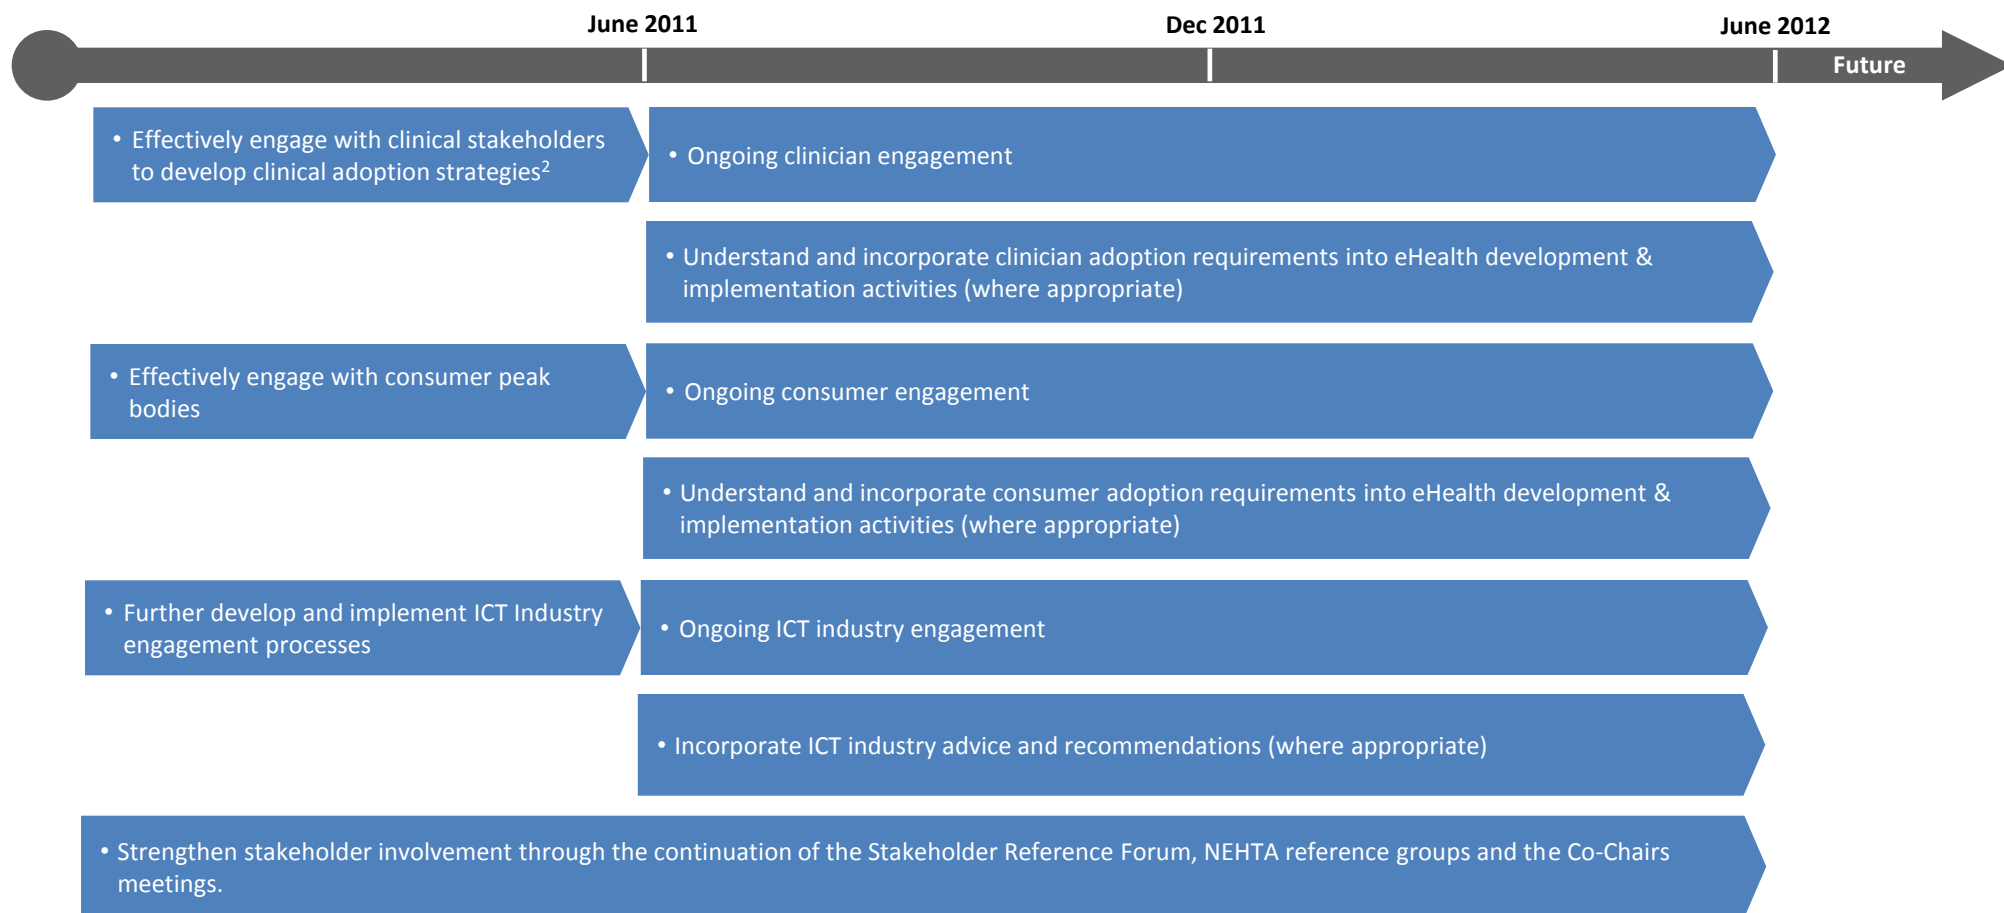 June 2011
Dec 2011
June 2012
Future
• Effectively engage with clinical stakeholders
to develop clinical adoption strategies²
• Ongoing clinician engagement
• Understand and incorporate clinician adoption requirements into eHealth development &
implementation activities (where appropriate)
• Effectively engage with consumer peak
bodies
• Ongoing consumer engagement
• Understand and incorporate consumer adoption requirements into eHealth development &
implementation activities (where appropriate)
• Further develop and implement ICT Industry
engagement processes
• Ongoing ICT industry engagement
• Incorporate ICT industry advice and recommendations (where appropriate)
• Strengthen stakeholder involvement through the continuation of the Stakeholder Reference Forum, NEHTA reference groups and the Co-Chairs
meetings.